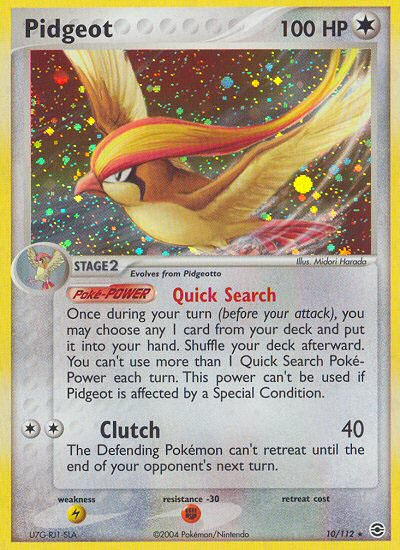 Pidgeot 100 HP
Illus. Midori Harada
STAGE2
Evolves from Pidgeotto
Poké-POWER Quick Search
Once during your turn (before your attack), you
may choose any 1 card from your deck and put
it into your hand. Shuffle your deck afterward.
You can't use more than 1 Quick Search Poké-
Power each turn. This power can't be used if
Pidgeot is affected by a Special Condition.
Clutch 40
The Defending Pokémon can't retreat until the
end of your opponent's next turn.
weakness resistance -30 retreat cost
U7G-RJ1-SLA ©2004 Pokémon/Nintendo 10/112 ★